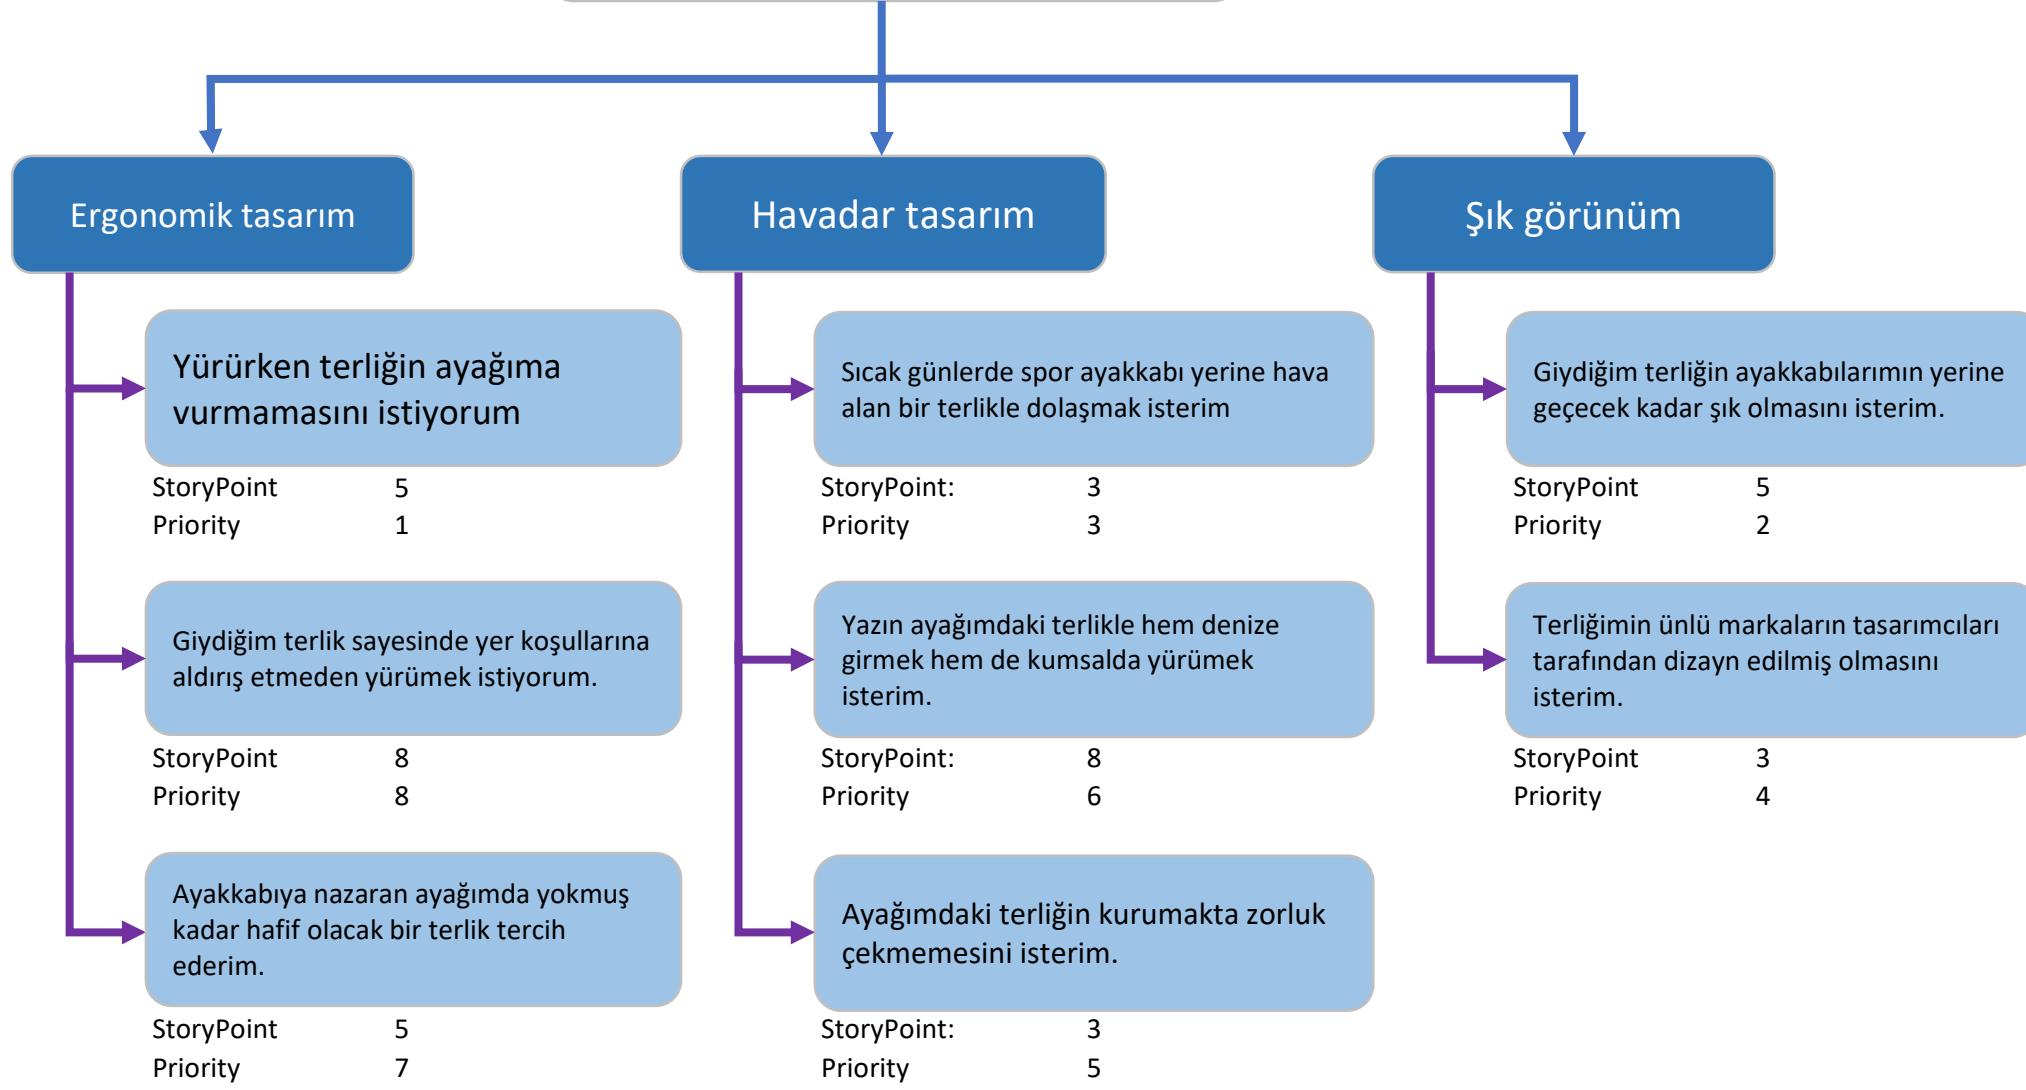 Ergonomik tasarım
Havadar tasarım
Şık görünüm
Yürürken terliğin ayağıma
vurmamasını istiyorum
StoryPoint 5
Priority 1
Giydiğim terlik sayesinde yer koşullarına
aldırış etmeden yürümek istiyorum.
StoryPoint 8
Priority 8
Ayakkabıya nazaran ayağımda yokmuş
kadar hafif olacak bir terlik tercih
ederim.
StoryPoint 5
Priority 7
Sıcak günlerde spor ayakkabı yerine hava
alan bir terlikle dolaşmak isterim
StoryPoint: 3
Priority 3
Yazın ayağımdaki terlikle hem denize
girmek hem de kumsalda yürümek
isterim.
StoryPoint: 8
Priority 6
Ayağımdaki terliğin kurumakta zorluk
çekmemesini isterim.
StoryPoint: 3
Priority 5
Giydiğim terliğin ayakkabılarımın yerine
geçecek kadar şık olmasını isterim.
StoryPoint 5
Priority 2
Terliğimin ünlü markaların tasarımcıları
tarafından dizayn edilmiş olmasını
isterim.
StoryPoint 3
Priority 4